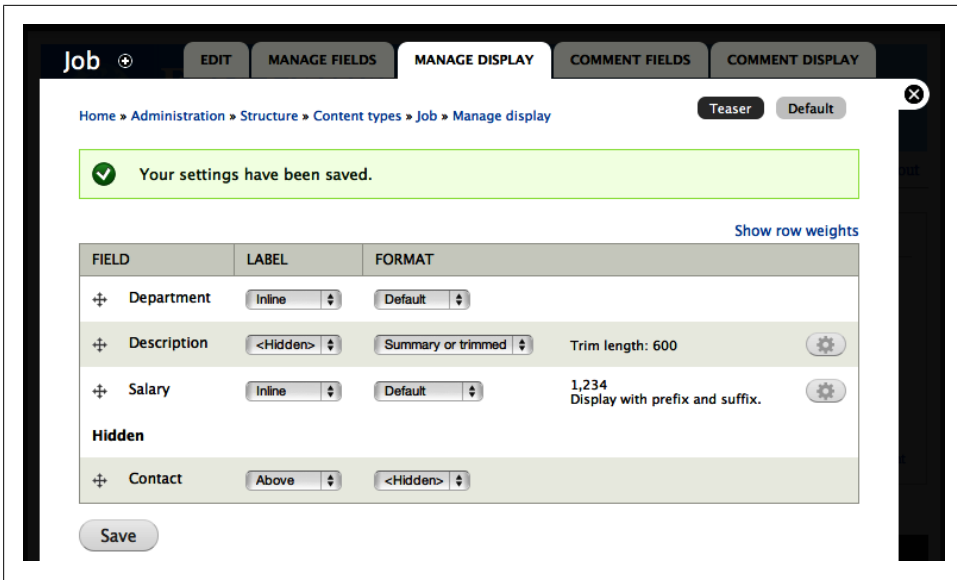 Job EDIT MANAGE FIELDS MANAGE DISPLAY COMMENT FIELDS COMMENT DISPLAY
Home » Administration » Structure » Content types » Job » Manage display Teaser Default
Your settings have been saved.
Show row weights
FIELD LABEL FORMAT
Department Inline Default
Description <Hidden> Summary or trimmed Trim length: 600
Salary Inline Default 1,234
Display with prefix and suffix.
Hidden
Contact Above <Hidden>
Save